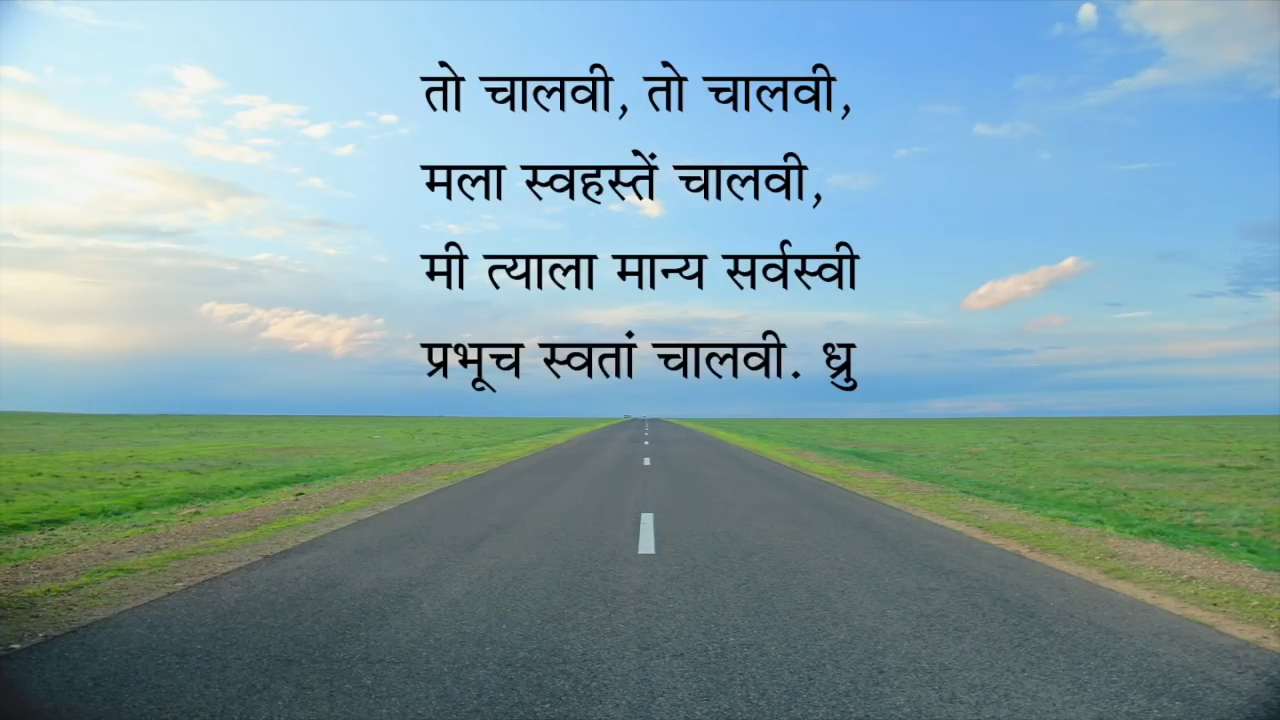 तो चालवी, तो चालवी,
मला स्वहस्तें चालवी,
मी त्याला मान्य सर्वस्वी
प्रभूच स्वतां चालवी. ध्रु